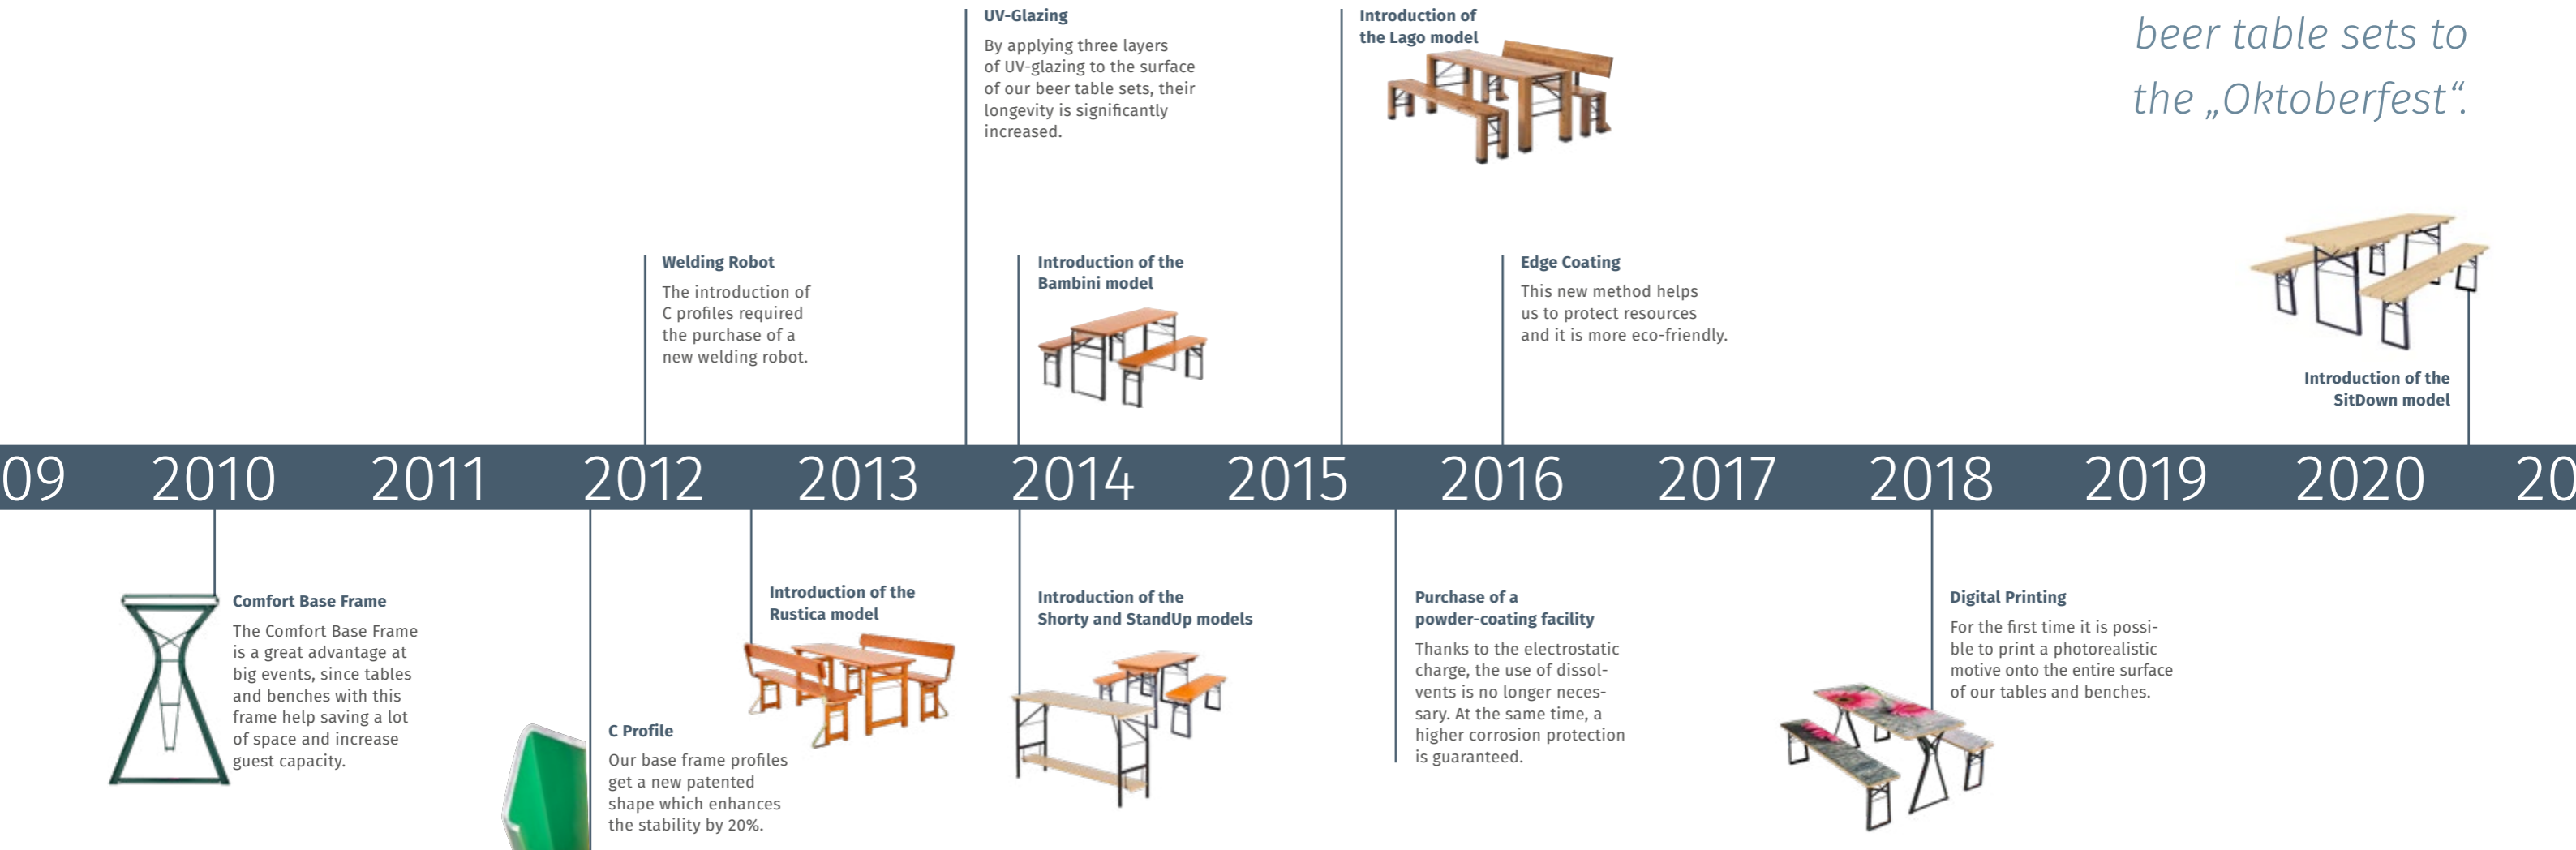 UV-Glazing
By applying three layers
of UV-glazing to the surface
of our beer table sets, their
longevity is significantly
increased.
Introduction of
the Lago model
beer table sets to
the „Oktoberfest“.
Welding Robot
The introduction of
C profiles required
the purchase of a
new welding robot.
Introduction of the
Bambini model
Edge Coating
This new method helps
us to protect resources
and it is more eco-friendly.
Introduction of the
SitDown model
09 2010 2011 2012 2013 2014 2015 2016 2017 2018 2019 2020 20
Comfort Base Frame
The Comfort Base Frame
is a great advantage at
big events, since tables
and benches with this
frame help saving a lot
of space and increase
guest capacity.
C Profile
Our base frame profiles
get a new patented
shape which enhances
the stability by 20%.
Introduction of the
Rustica model
Introduction of the
Shorty and StandUp models
Purchase of a
powder-coating facility
Thanks to the electrostatic
charge, the use of dissol-
vents is no longer neces-
sary. At the same time, a
higher corrosion protection
is guaranteed.
Digital Printing
For the first time it is possi-
ble to print a photorealistic
motive onto the entire surface
of our tables and benches.